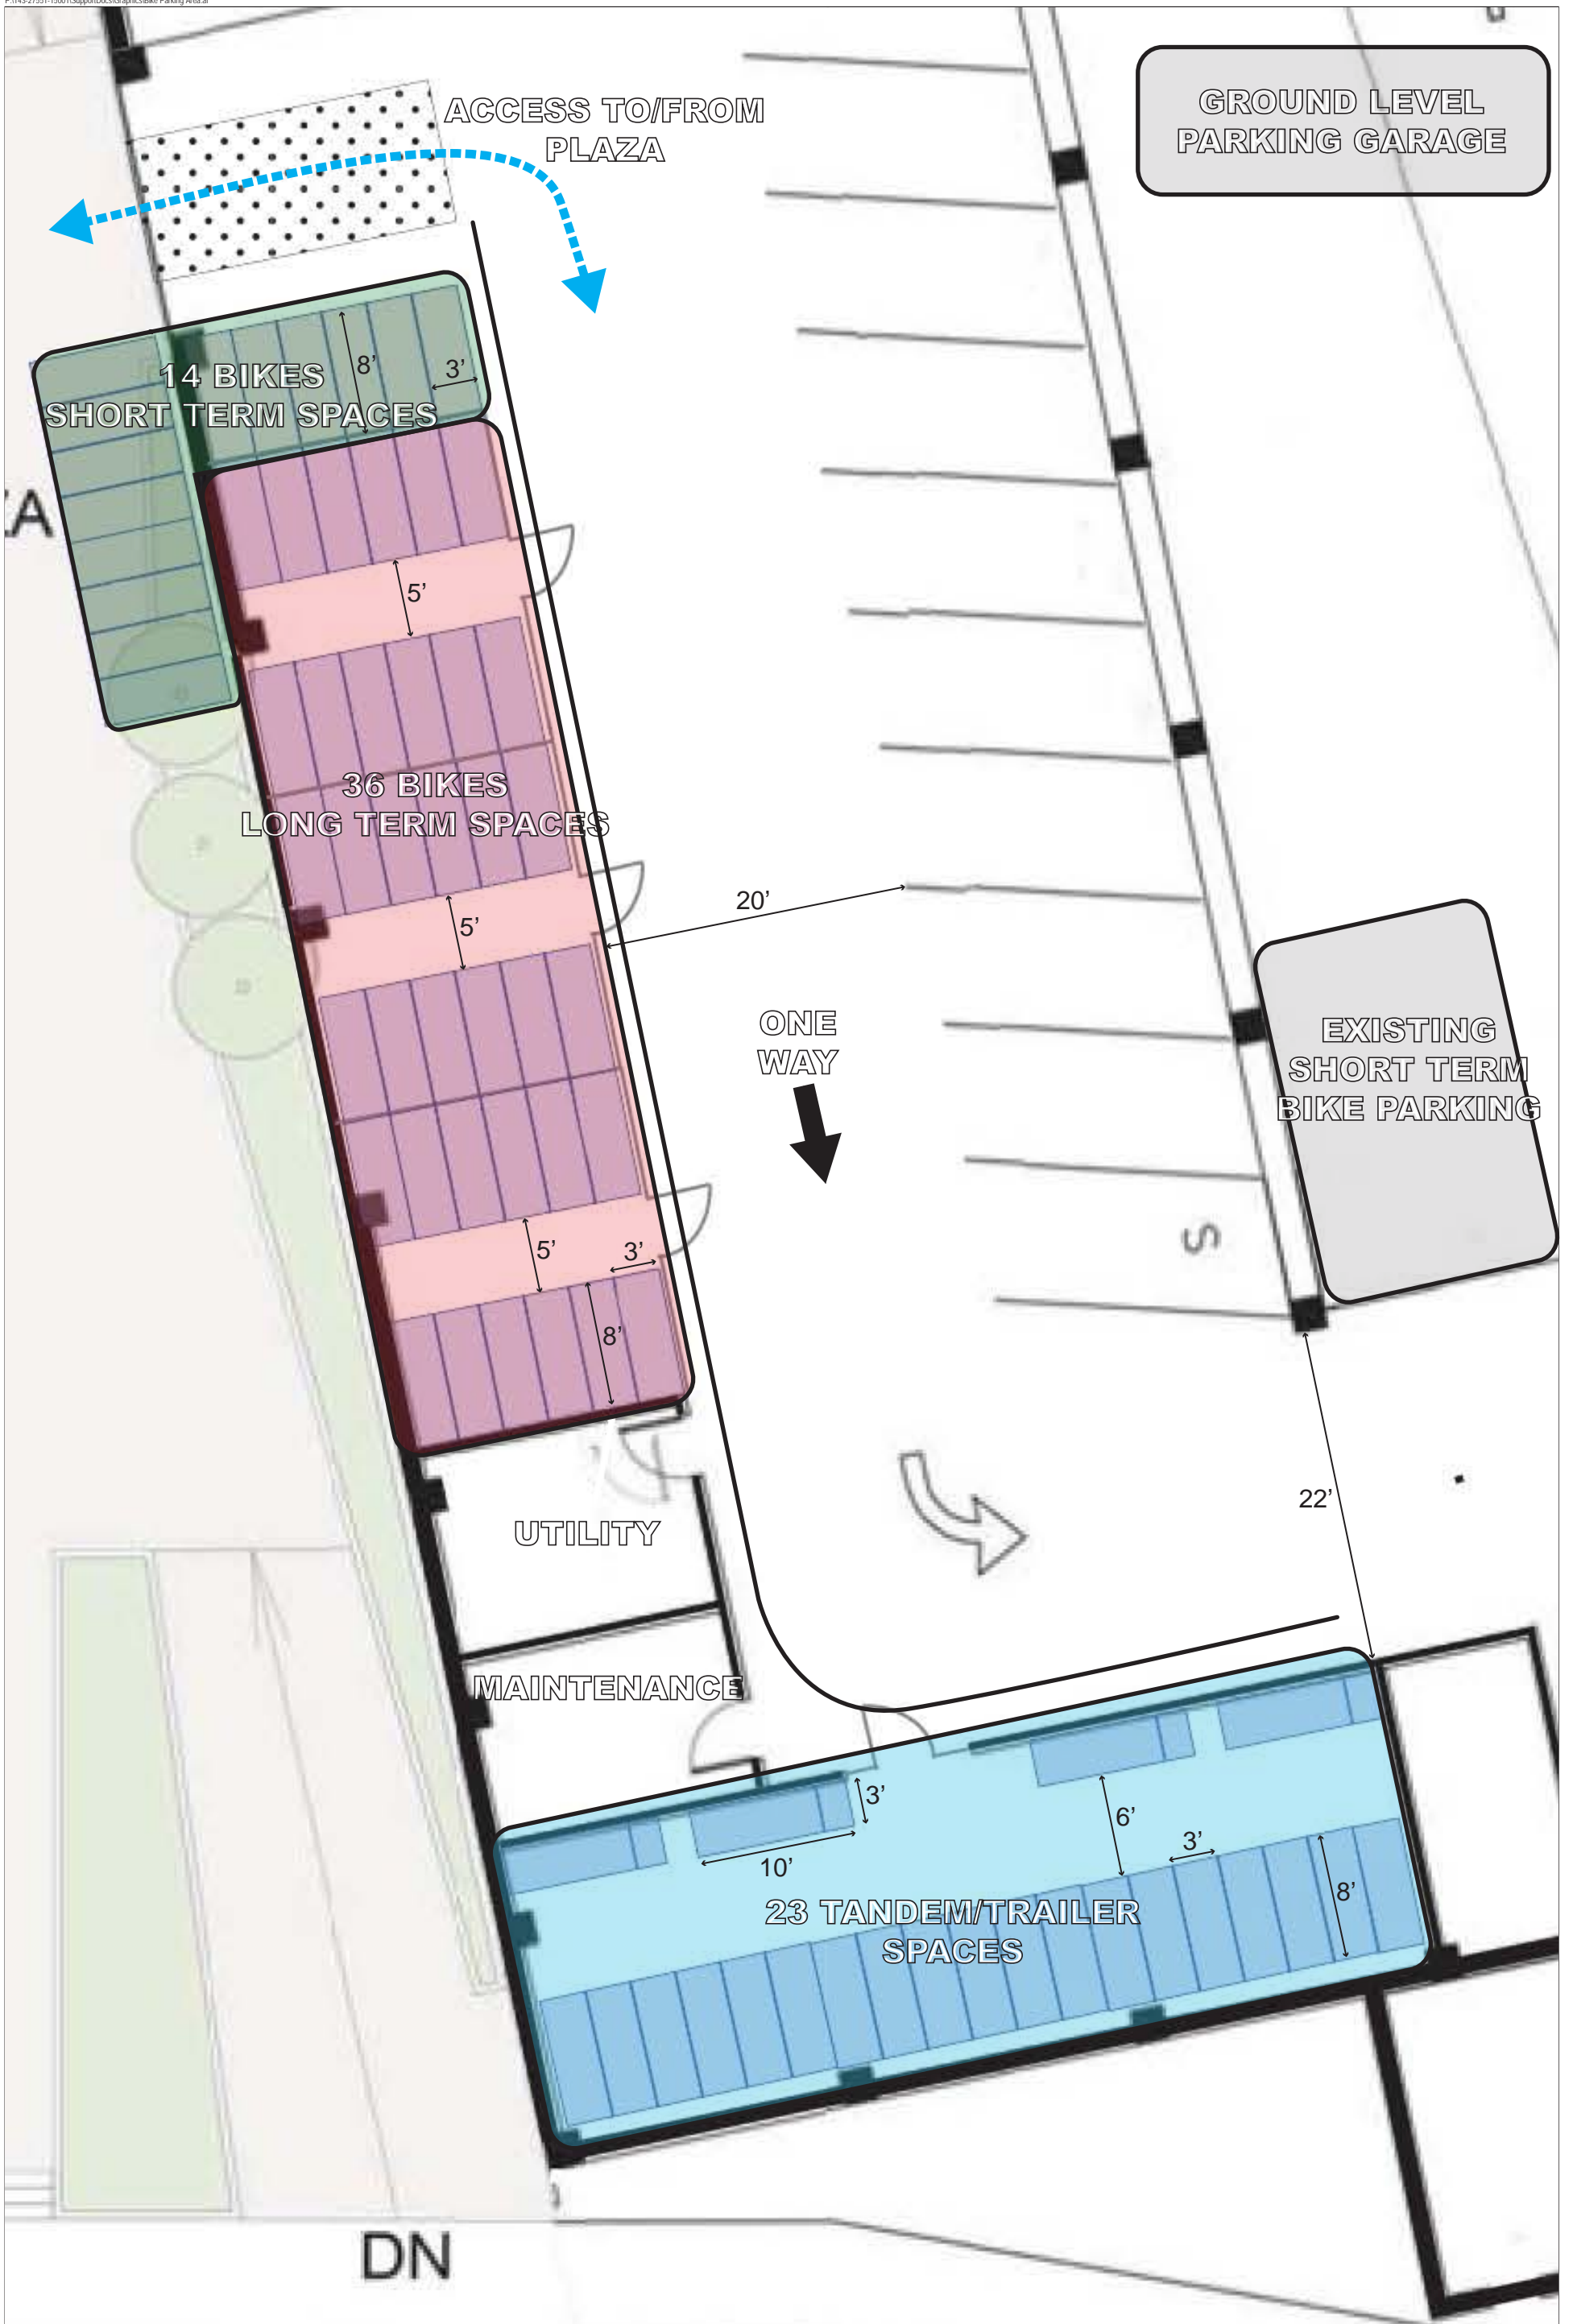 ACCESS TO/FROM
PLAZA
GROUND LEVEL
PARKING GARAGE
14 BIKES
SHORT TERM SPACES
8’
3’
ZA
5’
36 BIKES
LONG TERM SPACES
5’
20’
ONE
WAY
EXISTING
SHORT TERM
BIKE PARKING
S
5’
3’
8’
22’
UTILITY
MAINTENANCE
3’
10’
6’
3’
8’
23 TANDEM/TRAILER
SPACES
DN